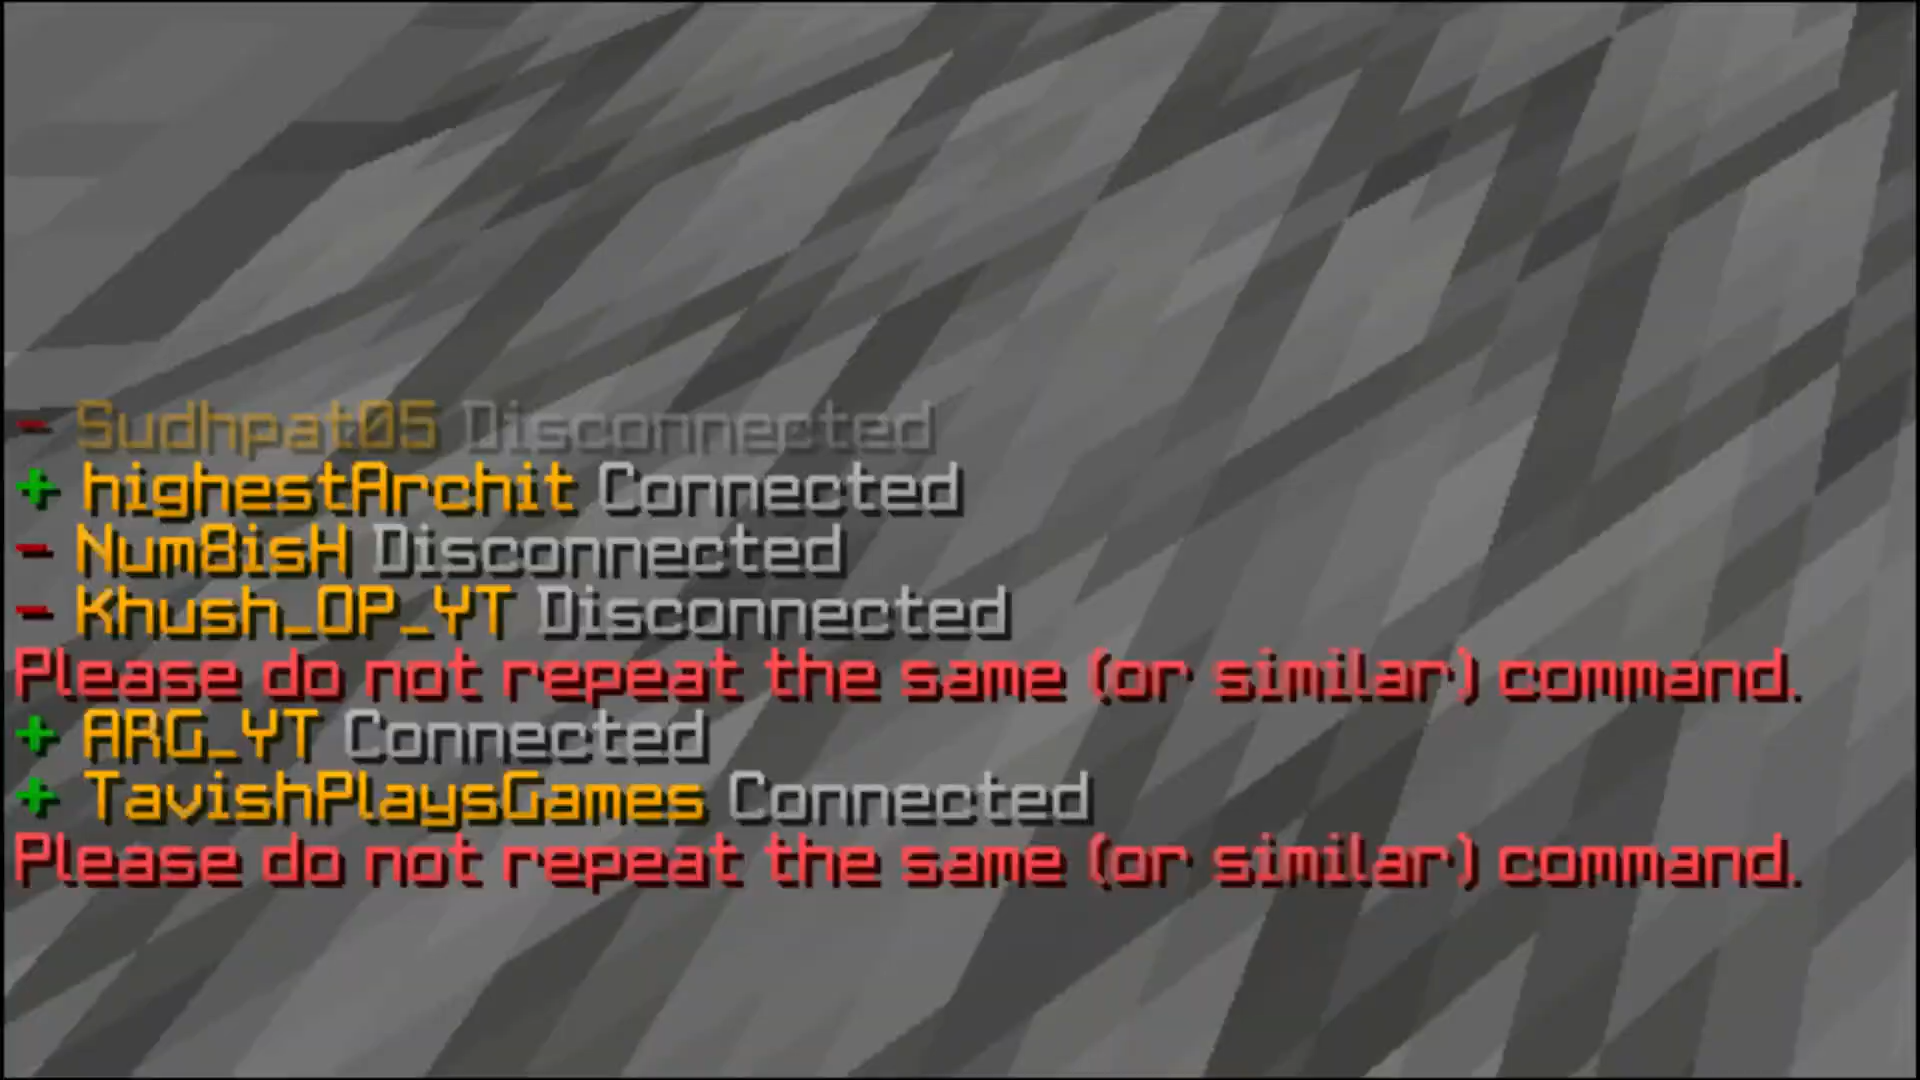 - Sudhpat05 Disconnected
+ highestArchit Connected
- Num8isH Disconnected
- Khush_OP_YT Disconnected
Please do not repeat the same (or similar) command.
+ ARG_YT Connected
+ TavishPlaysGames Connected
Please do not repeat the same (or similar) command.